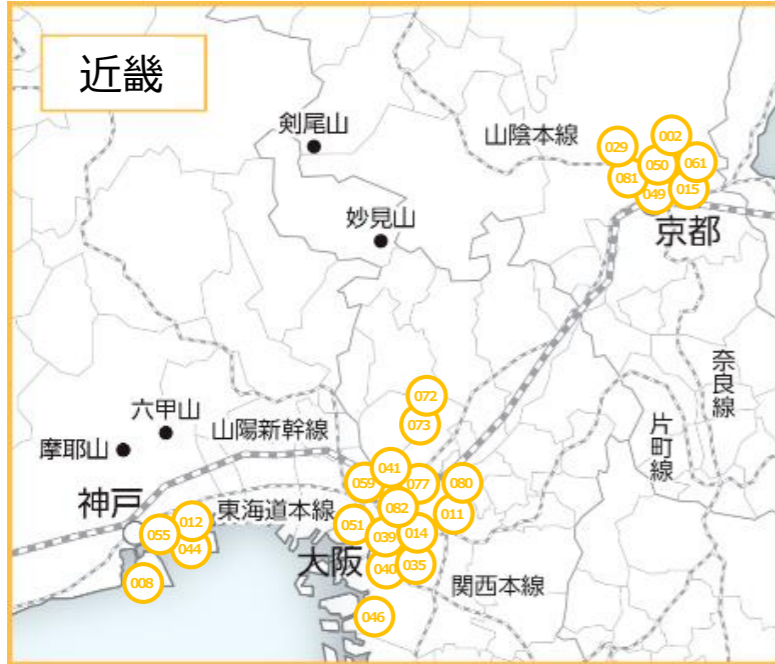 近畿
剣尾山
山陰本線
002
029
050
061
081
049
015
京都
妙見山
奈良線
072
073
片町線
六甲山
山陽新幹線
摩耶山
041
059
077
080
神戸
082
東海道本線
012
011
051
055
039
014
044
大阪
040
035
関西本線
008
046